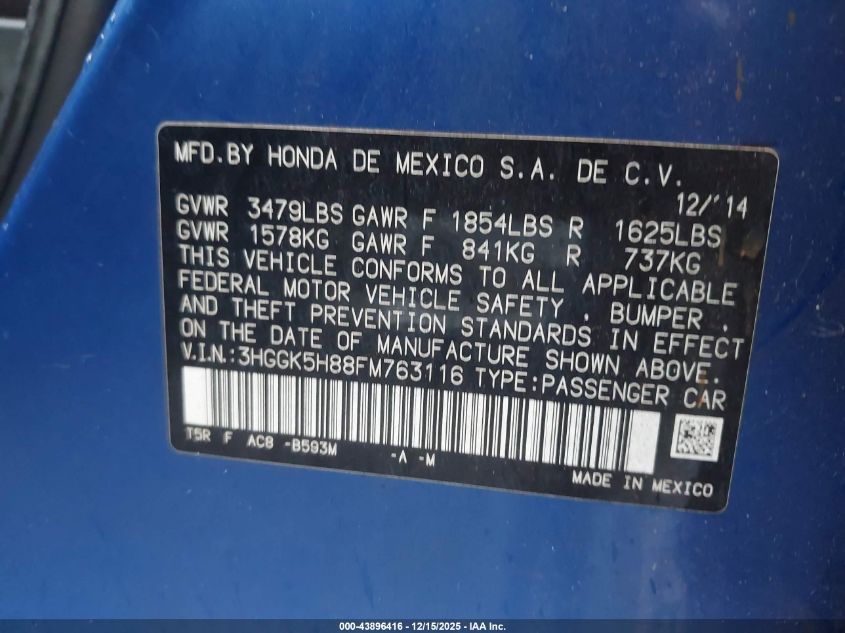 MFD.BY HONDA DE MEXICO S.A. DE C.V.
12/'14
GVWR 3479LBS GAWR F 1854LBS R 1625LBS
GVWR 1578KG GAWR F 841KG R 737KG
THIS VEHICLE CONFORMS TO ALL APPLICABLE
FEDERAL MOTOR VEHICLE SAFETY , BUMPER ,
AND THEFT PREVENTION STANDARDS IN EFFECT
ON THE DATE OF MANUFACTURE SHOWN ABOVE.
V.I.N.:3HGGK5H88FM763116 TYPE:PASSENGER CAR
T5R F AC8 -B593M -A -M
MADE IN MEXICO
000-43896416 - 12/15/2025 - IAA Inc.